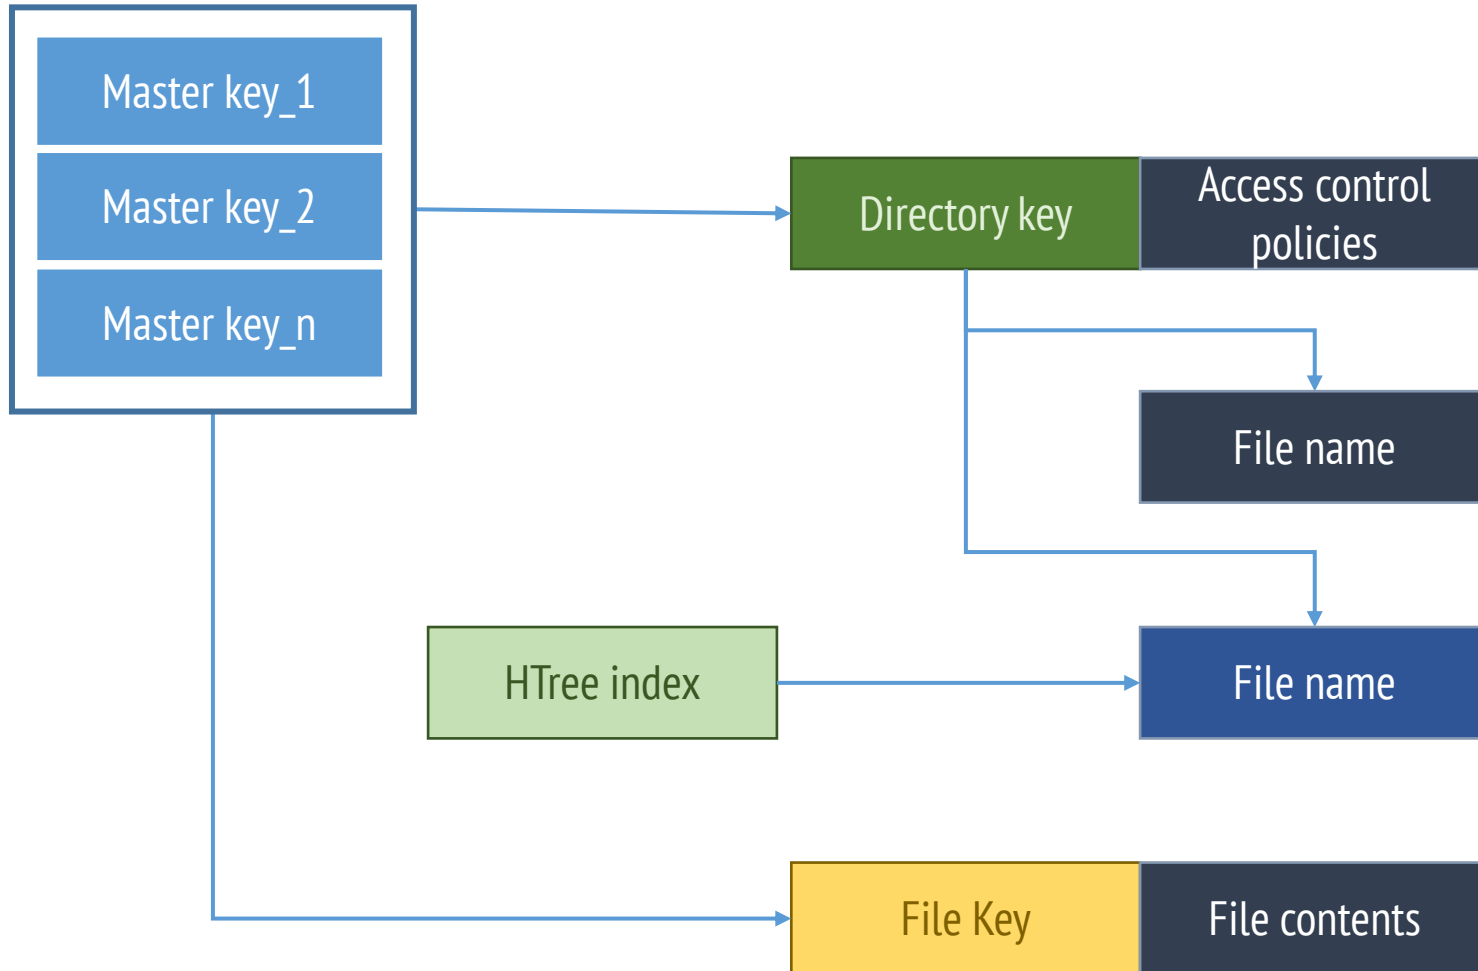 Master key_1
Master key_2
Master key_n
Directory key
Access control
policies
File name
HTree index
File name
File Key
File contents